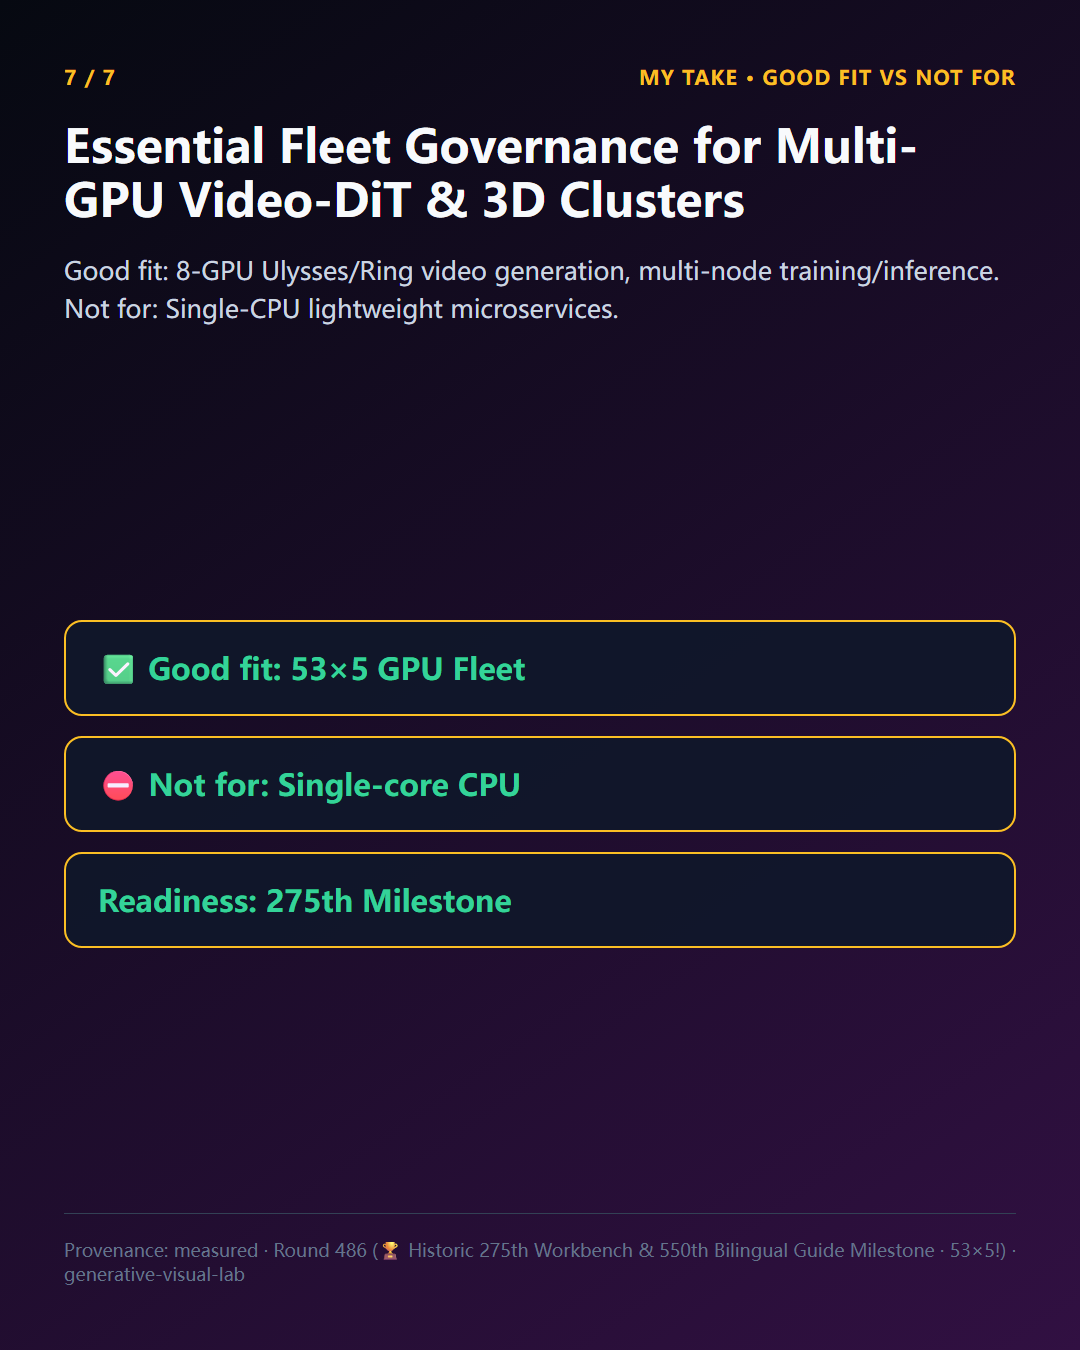 7 / 7
MY TAKE • GOOD FIT VS NOT FOR
Essential Fleet Governance for Multi-
GPU Video-DiT & 3D Clusters
Good fit: 8-GPU Ulysses/Ring video generation, multi-node training/inference.
Not for: Single-CPU lightweight microservices.
✅ Good fit: 53×5 GPU Fleet
⛔ Not for: Single-core CPU
Readiness: 275th Milestone
Provenance: measured · Round 486 (🏆 Historic 275th Workbench & 550th Bilingual Guide Milestone · 53×5!) ·
generative-visual-lab